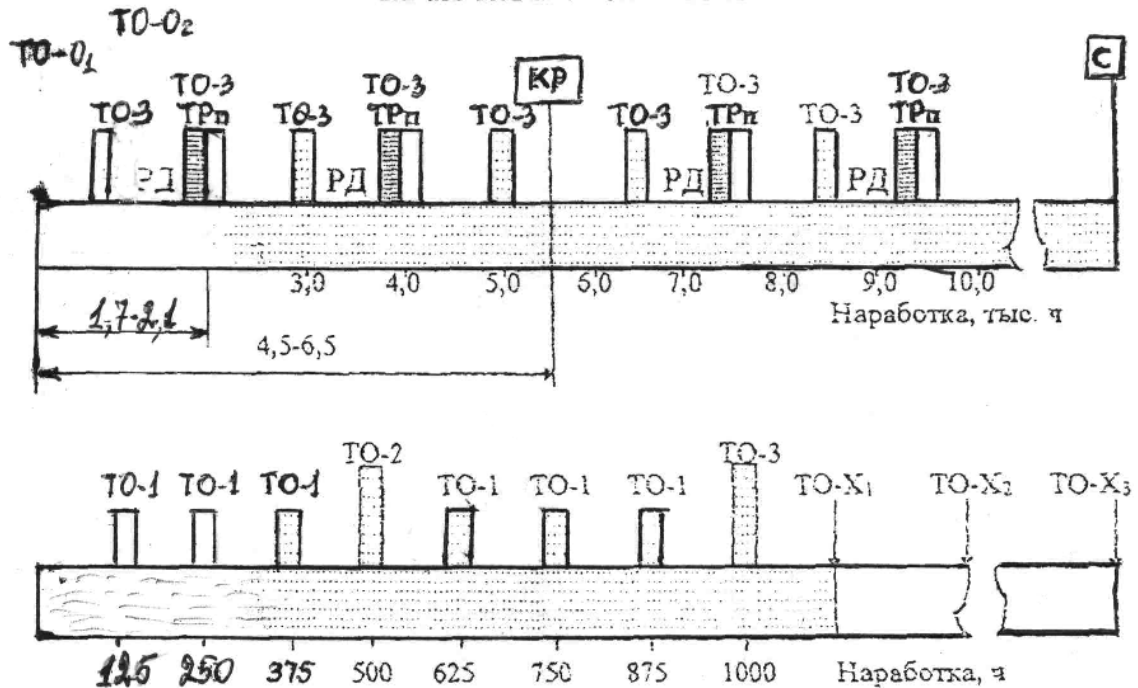 ТО-О₂
ТО-О₁
КР
С
ТО-3 ТО-3 ТО-3 ТО-3
ТО-3 ТРп ТО-3 ТРп ТО-3 ТО-3 ТРп ТО-3 ТРп
РД РД РД РД
3,0 4,0 5,0 6,0 7,0 8,0 9,0 10,0
1,7-2,1
Наработка, тыс. ч
4,5-6,5
ТО-2 ТО-3
ТО-1 ТО-1 ТО-1 ТО-1 ТО-1 ТО-1 ТО-Х₁ ТО-Х₂ ТО-Х₃
125 250 375 500 625 750 875 1000 Наработка, ч